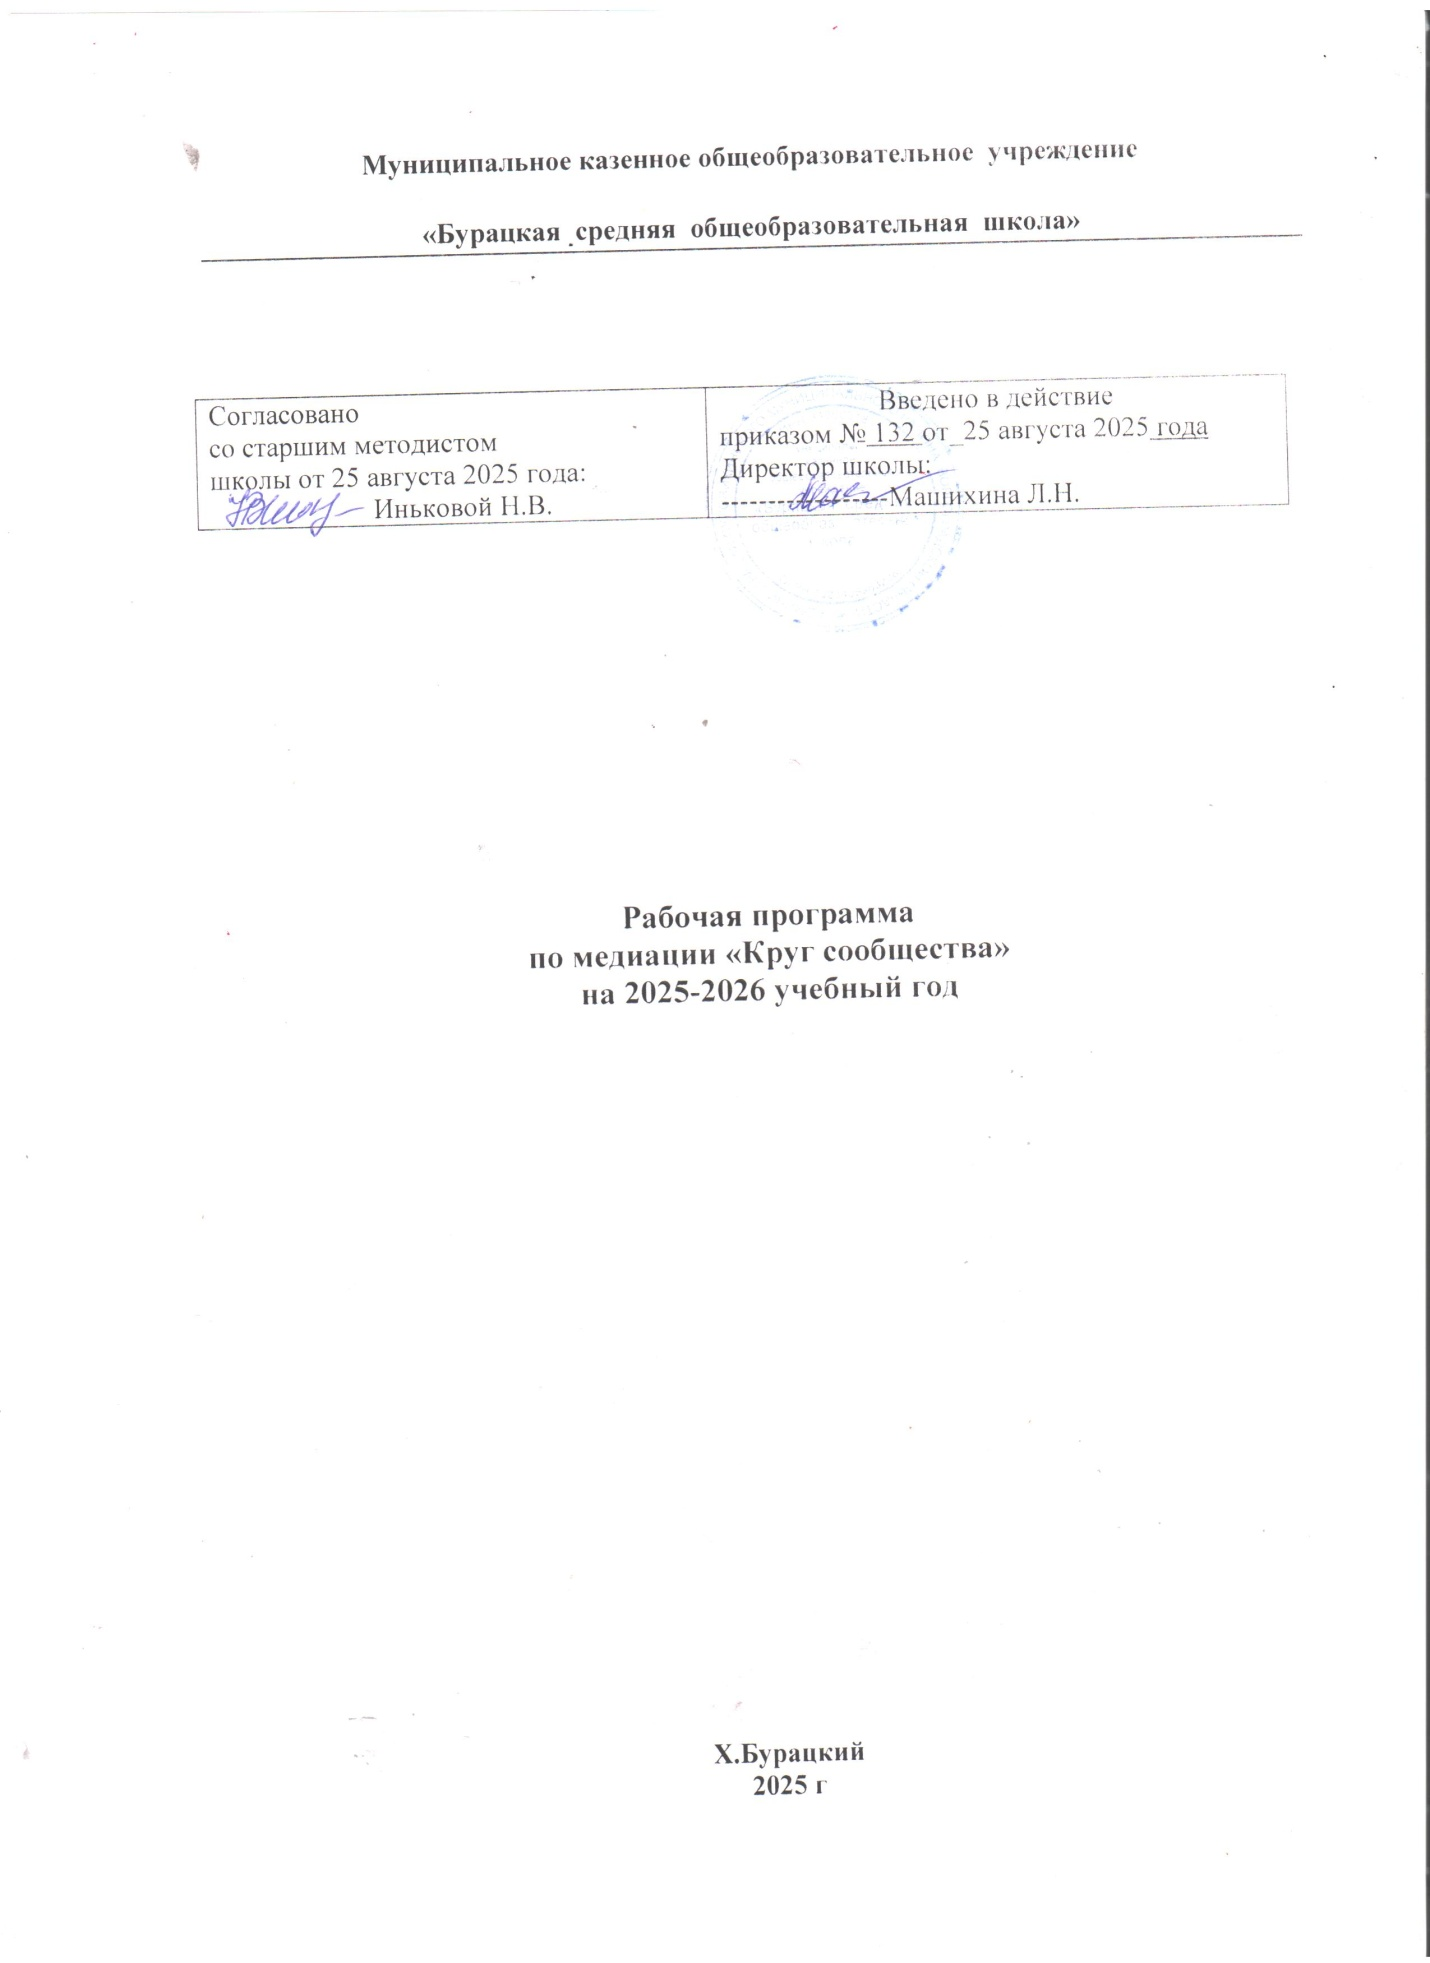 Муниципальное казенное общеобразовательное учреждение
«Бурацкая средняя общеобразовательная школа»
Согласовано
со старшим методистом
школы от 25 августа 2025 года:
Иньковой Н.В.
Введено в действие
приказом № 132 от_25 августа 2025 года
Директор школы:
------------------Машихина Л.Н.
Рабочая программа
по медиации «Круг сообщества»
на 2025-2026 учебный год
Х.Бурацкий
2025 г